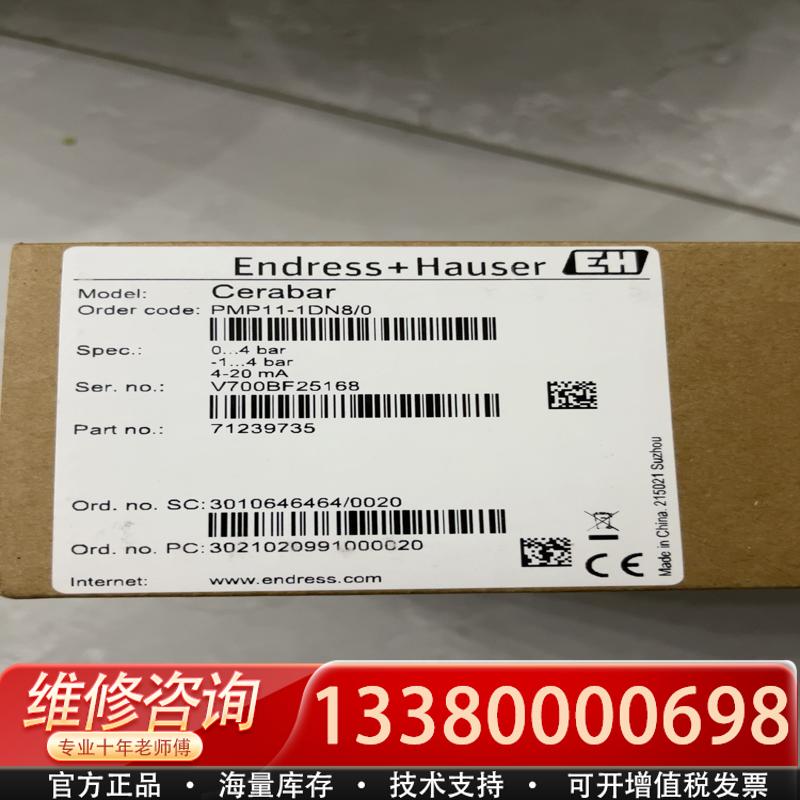 Endress+Hauser EH
Model: Cerabar
Order code: PMP11-1DN8/0
Spec.: 0...4 bar
-1...4 bar
4-20 mA
Ser. no.: V700BF25168
Part no.: 71239735
Ord. no. SC: 3010646464/0020
Ord. no. PC: 3021020991000020
Internet: www.endress.com
Made in China. 215021 Suzhou
CE
维修咨询
专业十年老师傅
13380000698
官方正品 • 海量库存 • 技术支持 • 可开增值税发票